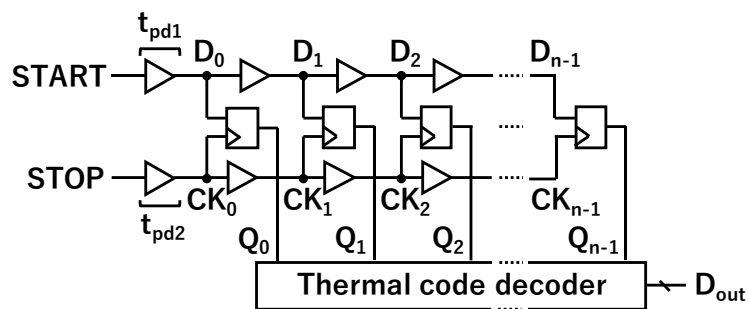 t_pd1
D_0 D_1 D_2 D_n-1
START
STOP
CK_0 CK_1 CK_2 CK_n-1
t_pd2
Q_0 Q_1 Q_2 Q_n-1
Thermal code decoder
D_out